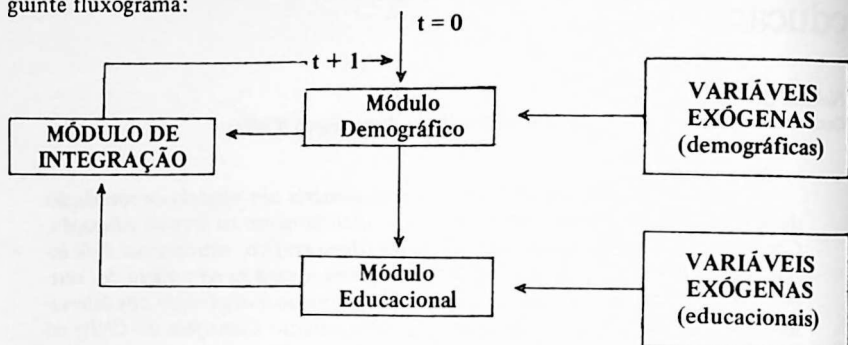 guinte fluxograma:
t = 0
t + 1
Módulo
Demográfico
VARIÁVEIS
EXÓGENAS
(demográficas)
MÓDULO DE
INTEGRAÇÃO
Módulo
Educacional
VARIÁVEIS
EXÓGENAS
(educacionais)